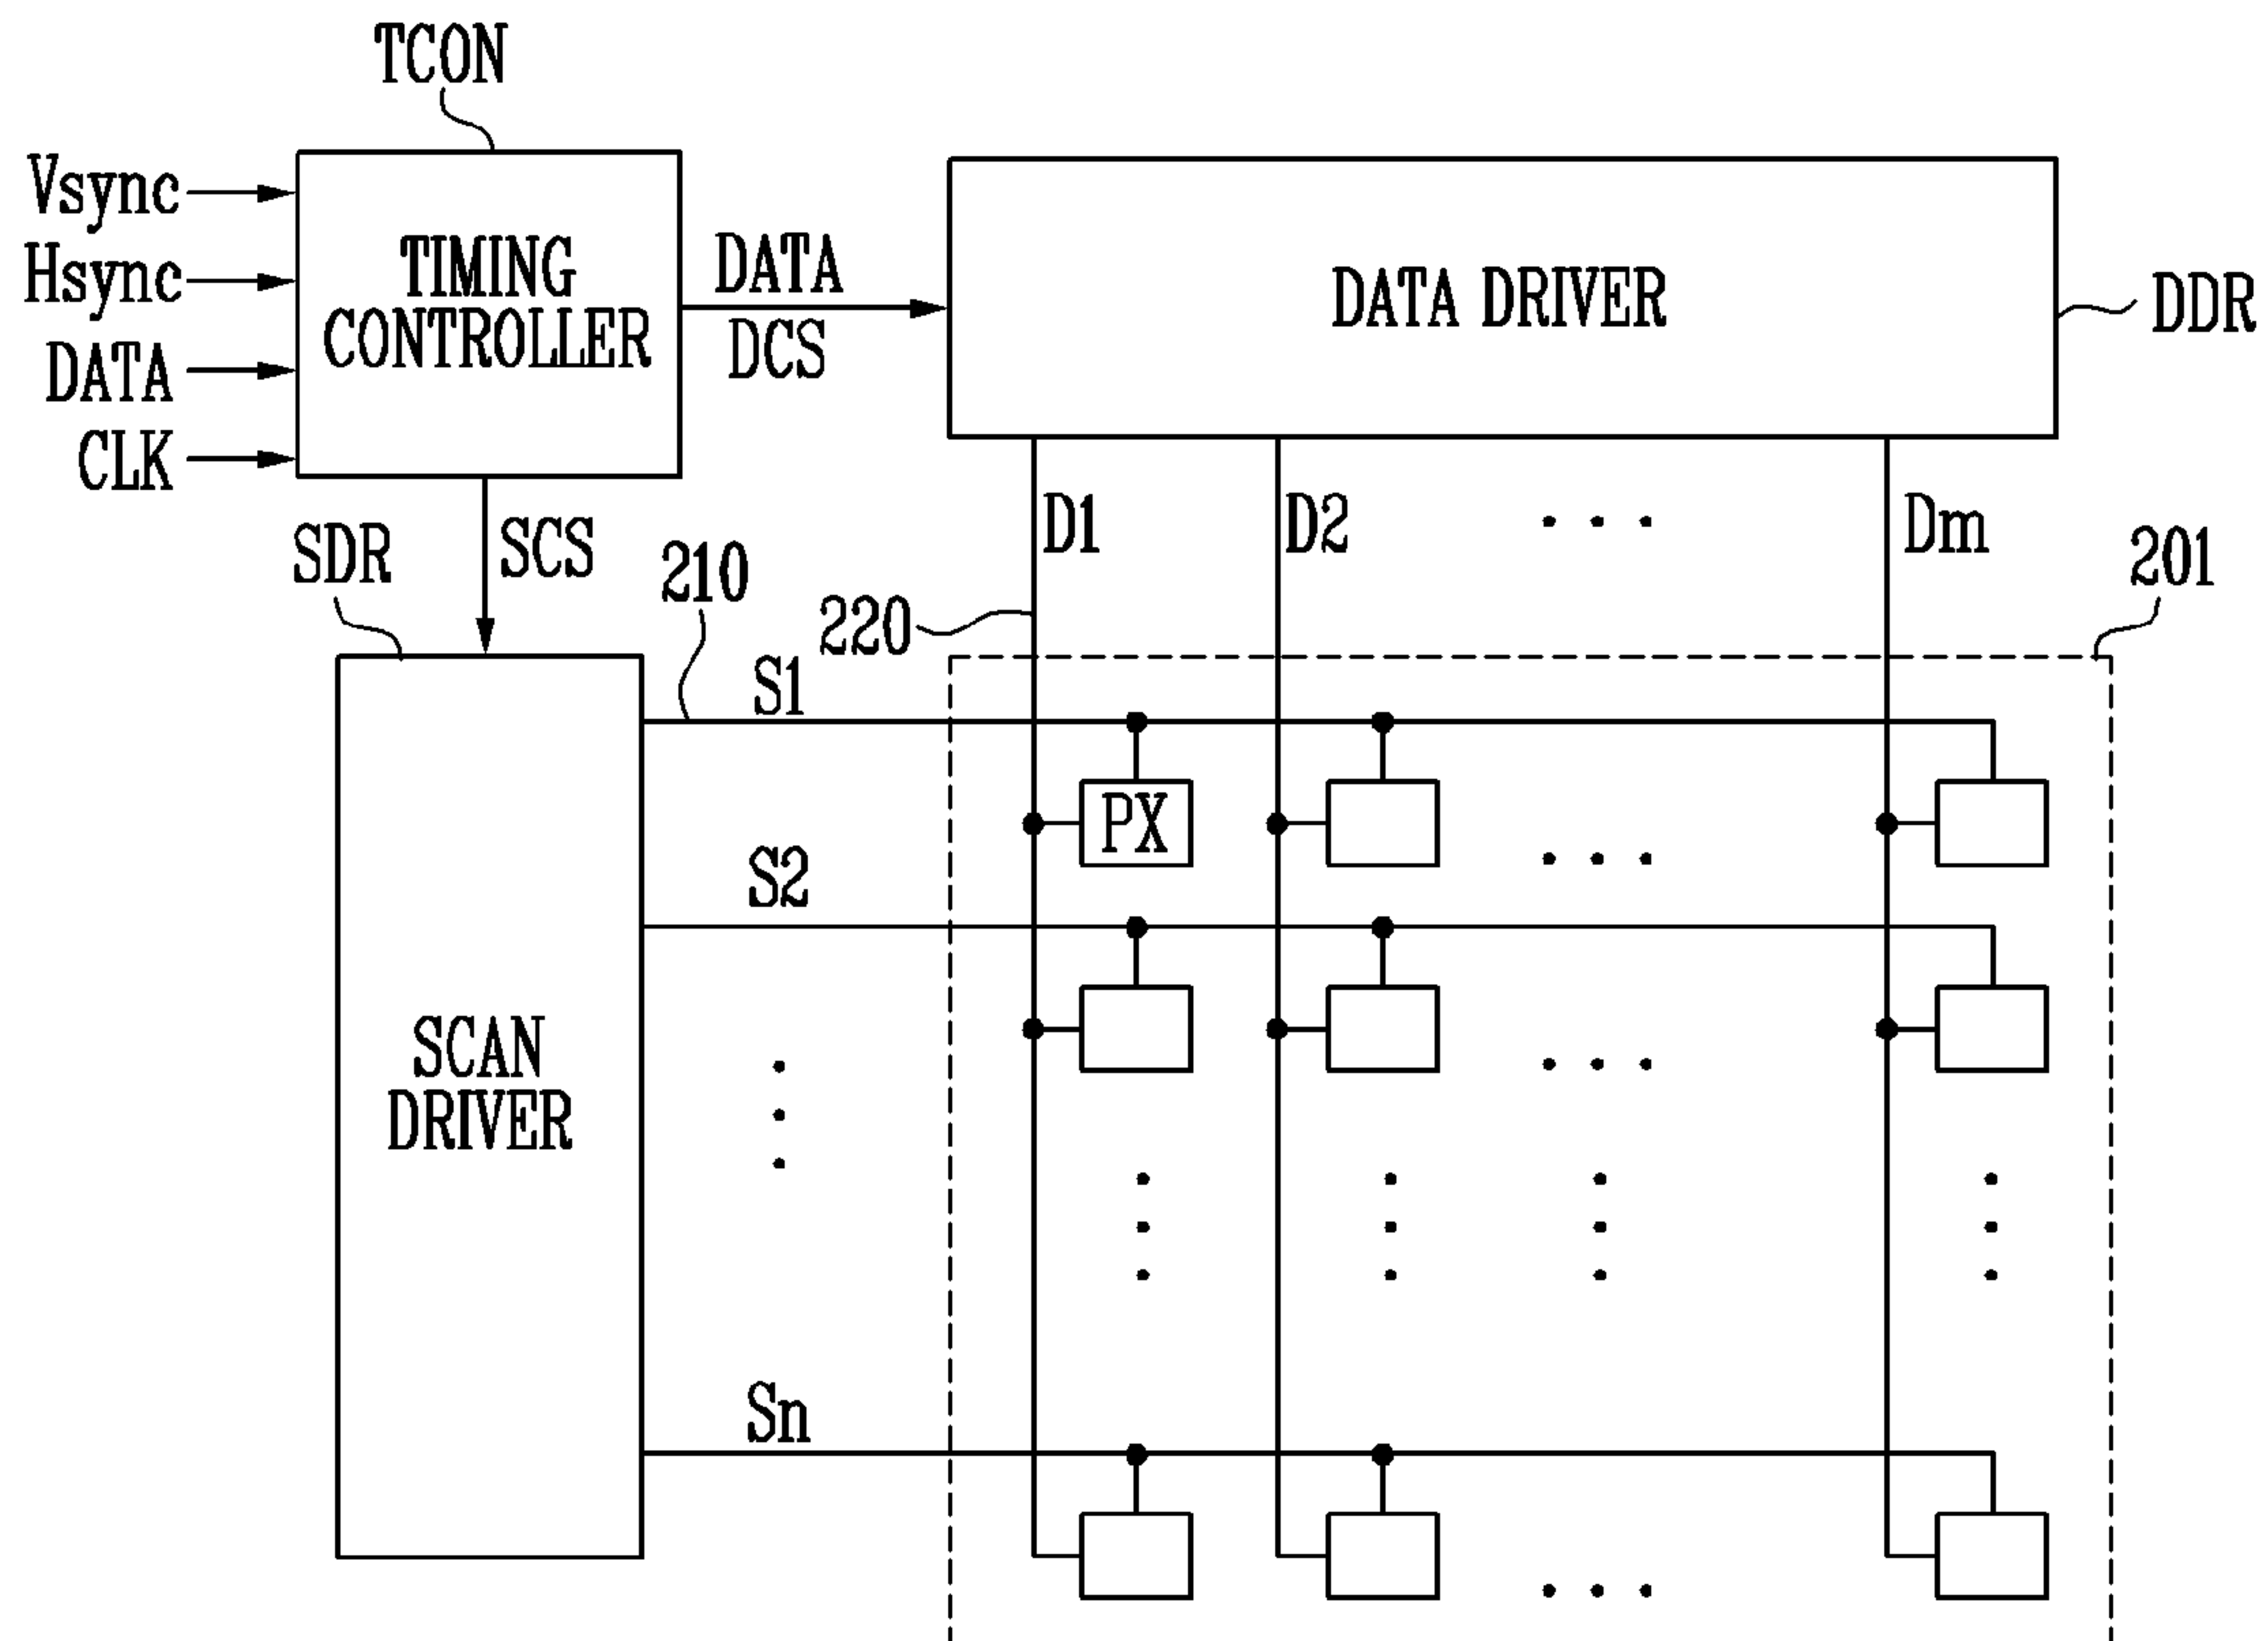 TCON
Vsync
Hsync
DATA
CLK
TIMING
CONTROLLER
DATA
DCS
DATA DRIVER
DDR
SCS
SDR
210
220
D1
D2
Dm
201
S1
PX
S2
SCAN
DRIVER
Sn